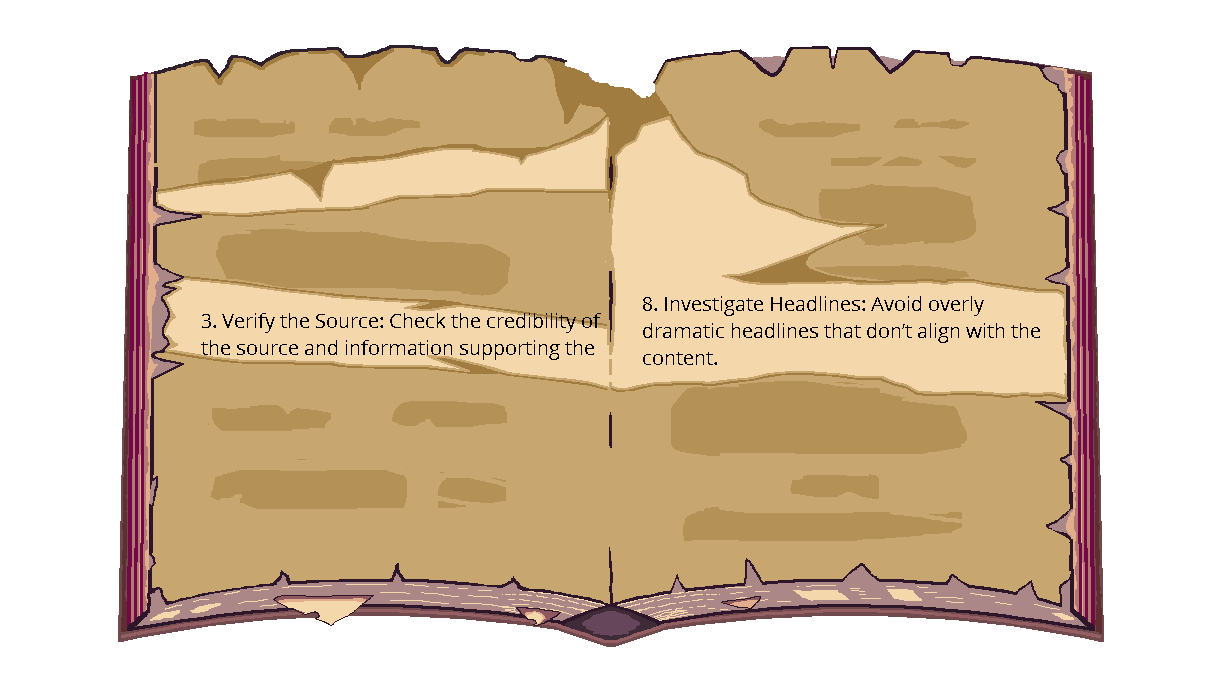 3. Verify the Source: Check the credibility of
the source and information supporting the
8. Investigate Headlines: Avoid overly
dramatic headlines that don’t align with the
content.